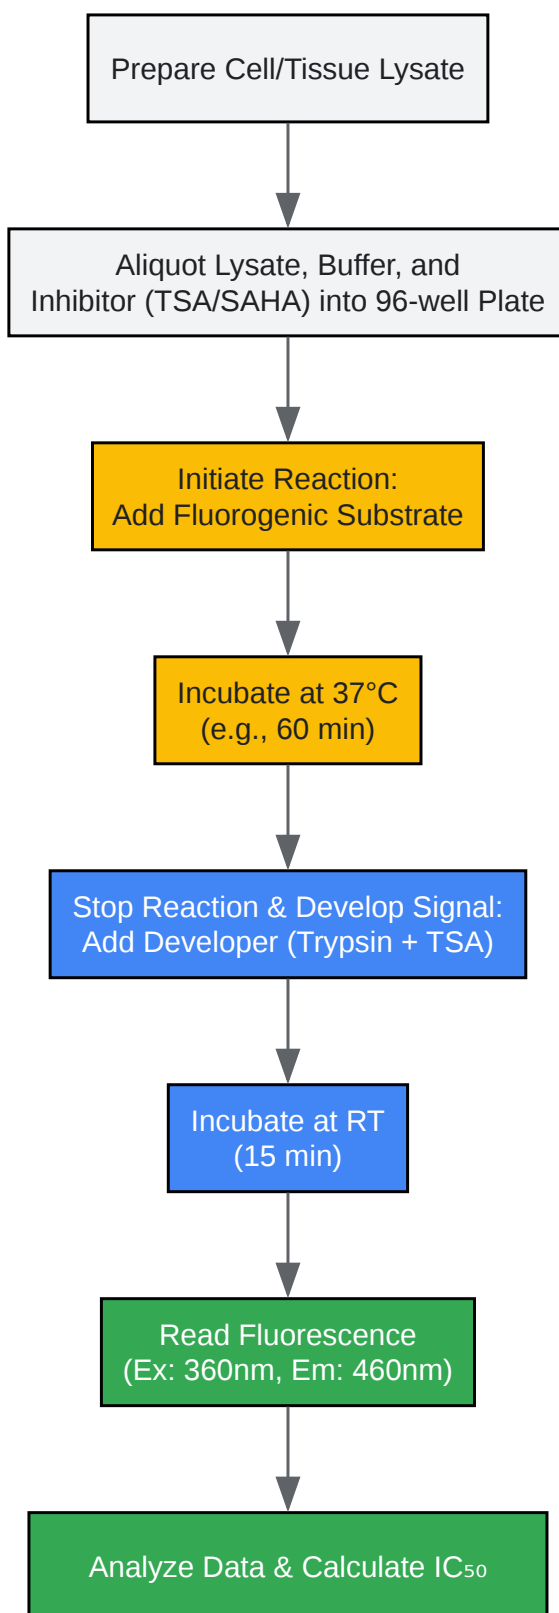 Prepare Cell/Tissue Lysate
Aliquot Lysate, Buffer, and
Inhibitor (TSA/SAHA) into 96-well Plate
Initiate Reaction:
Add Fluorogenic Substrate
Incubate at 37°C
(e.g., 60 min)
Stop Reaction & Develop Signal:
Add Developer (Trypsin + TSA)
Incubate at RT
(15 min)
Read Fluorescence
(Ex: 360nm, Em: 460nm)
Analyze Data & Calculate IC₅₀